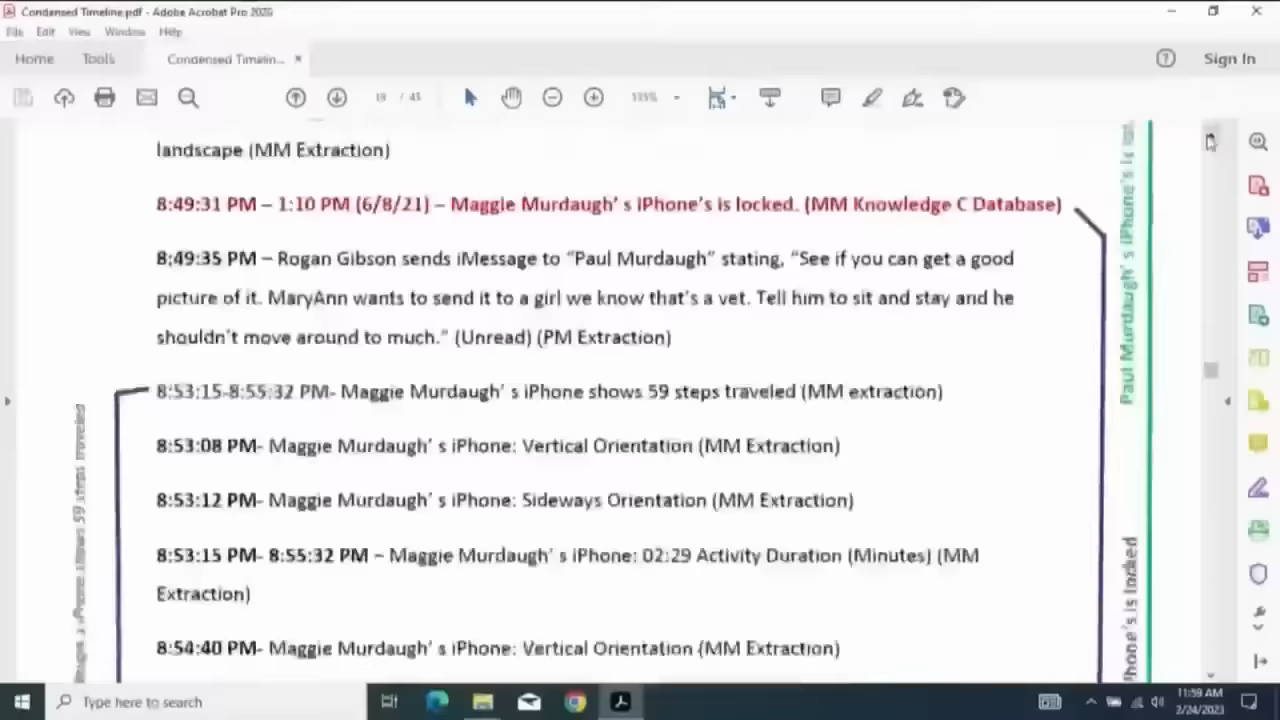 Condensed Timeline.pdf - Adobe Acrobat Pro 2020
File Edit View Window Help
Home Tools Condensed Timelin... × Sign In
19 / 43
landscape (MM Extraction)
8:49:31 PM – 1:10 PM (6/8/21) – Maggie Murdaugh' s iPhone's is locked. (MM Knowledge C Database)
8:49:35 PM – Rogan Gibson sends iMessage to "Paul Murdaugh" stating, "See if you can get a good
picture of it. MaryAnn wants to send it to a girl we know that's a vet. Tell him to sit and stay and he
shouldn't move around to much." (Unread) (PM Extraction)
8:53:15-8:55:32 PM- Maggie Murdaugh' s iPhone shows 59 steps traveled (MM extraction)
8:53:08 PM- Maggie Murdaugh' s iPhone: Vertical Orientation (MM Extraction)
8:53:12 PM- Maggie Murdaugh' s iPhone: Sideways Orientation (MM Extraction)
8:53:15 PM- 8:55:32 PM – Maggie Murdaugh' s iPhone: 02:29 Activity Duration (Minutes) (MM
Extraction)
8:54:40 PM- Maggie Murdaugh' s iPhone: Vertical Orientation (MM Extraction)
s iPhone shows 59 steps traveled
Paul Murdaugh' s iPhone's is
hone's is locked
Type here to search
11:59 AM
2/24/2023